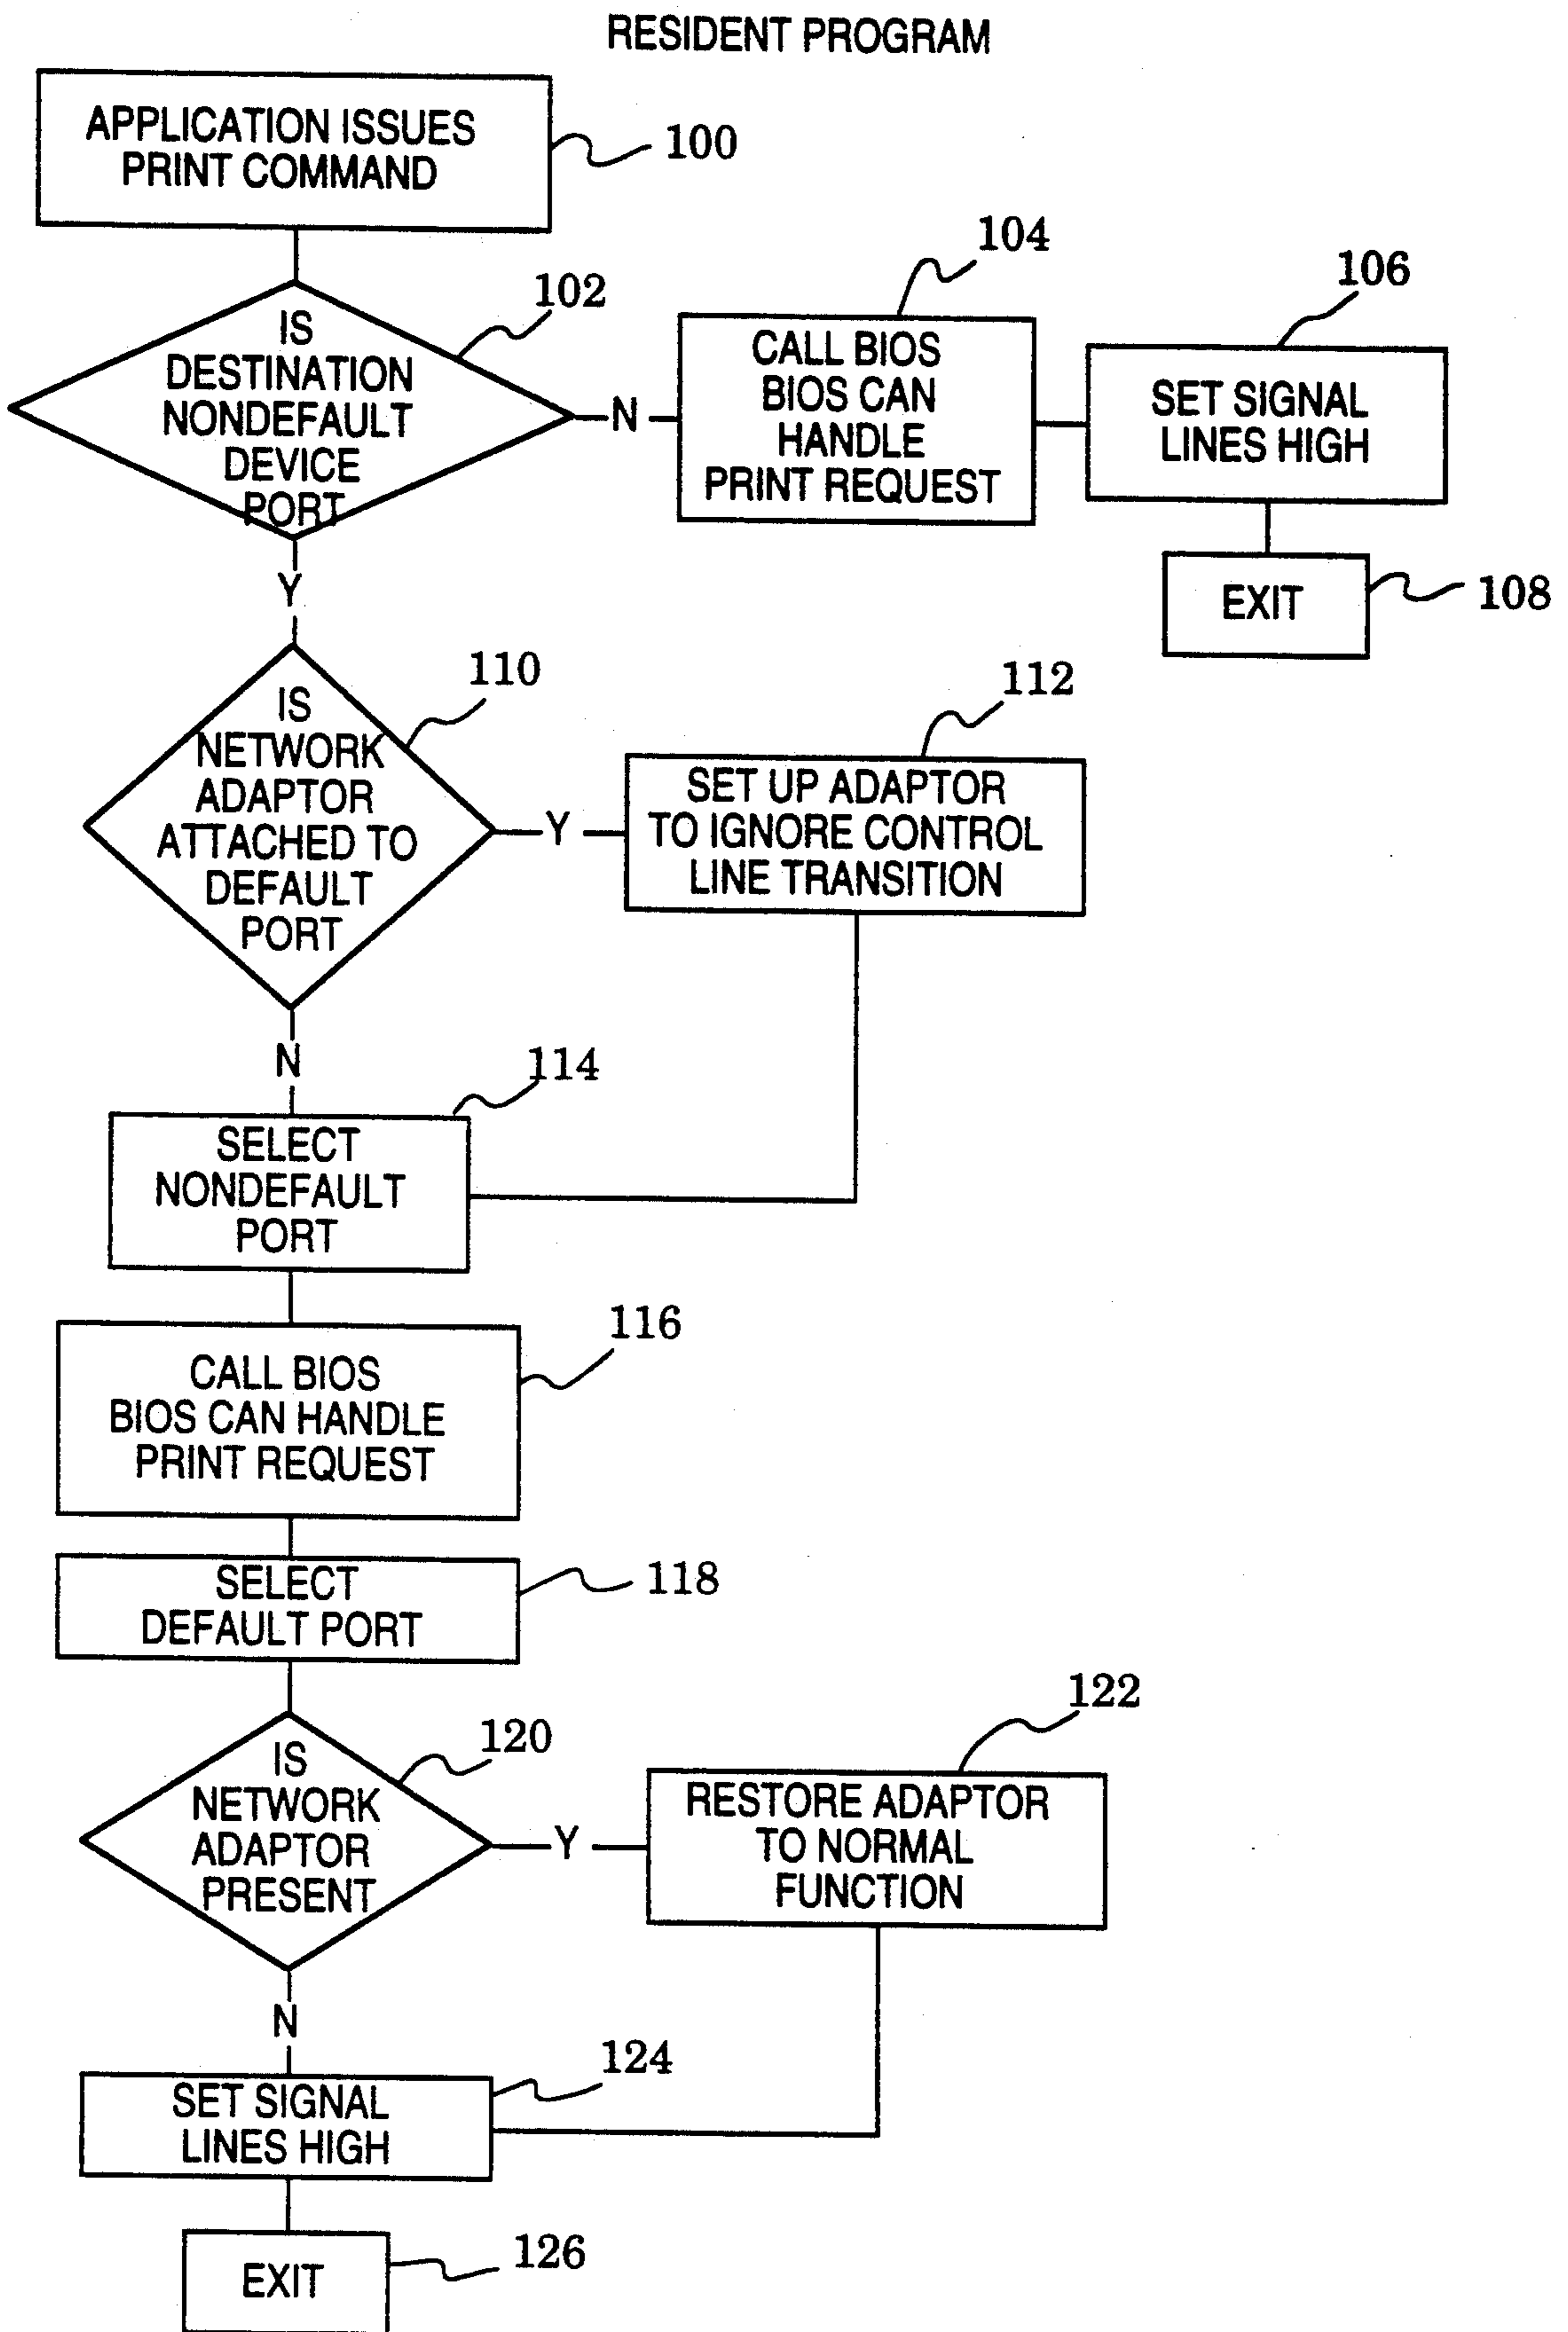 RESIDENT PROGRAM
APPLICATION ISSUES
PRINT COMMAND
100
102
IS
DESTINATION
NONDEFAULT
DEVICE
PORT
N
104
CALL BIOS
BIOS CAN
HANDLE
PRINT REQUEST
106
SET SIGNAL
LINES HIGH
EXIT
108
Y
110
IS
NETWORK
ADAPTOR
ATTACHED TO
DEFAULT
PORT
Y
112
SET UP ADAPTOR
TO IGNORE CONTROL
LINE TRANSITION
N
114
SELECT
NONDEFAULT
PORT
116
CALL BIOS
BIOS CAN HANDLE
PRINT REQUEST
SELECT
DEFAULT PORT
118
120
IS
NETWORK
ADAPTOR
PRESENT
Y
122
RESTORE ADAPTOR
TO NORMAL
FUNCTION
N
124
SET SIGNAL
LINES HIGH
EXIT
126